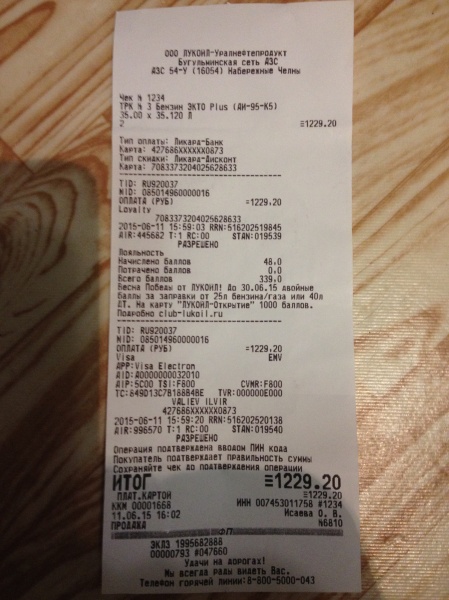 ООО ЛУКОЙЛ-Уралнефтепродукт
Бугульминская сеть АЗС
АЗС 54-У (16054) Набережные Челны
Чек № 1234
ТРК № 3 Бензин ЭКТО Plus (АИ-95-К5)
35.00 x 35.120 Л
2 ≡1229.20
Тип оплаты: Ликард-Банк
Карта: 427686XXXXXX0873
Тип скидки: Ликард-Дисконт
Карта: 7083373204025628633
TID: RU920037
MID: 085014960000016
ОПЛАТА (РУБ) =1229.20
Loyalty
7083373204025628633
2015-06-11 15:59:03 RRN:516202519845
AIR:445682 T:1 RC:00 STAN:019539
РАЗРЕШЕНО
Лояльность
Начислено баллов 48.0
Потрачено баллов 0.0
Всего баллов 339.0
Весна Победы от ЛУКОЙЛ! До 30.06.15 двойные
баллы за заправки от 25л бензина/газа или 40л
ДТ. На карту "ЛУКОЙЛ-Открытие" 1000 баллов.
Подробно club-lukoil.ru
TID: RU920037
MID: 085014960000016
ОПЛАТА (РУБ) =1229.20
Visa EMV
APP:Visa Electron
AID:A0000000032010
AIP:5C00 TSI:F800 CVMR:F800
TC:849D13C7B188B4BE TVR:000000E000
VALIEV ILVIR
427686XXXXXX0873
2015-06-11 15:59:20 RRN:516202520138
AIR:996570 T:1 RC:00 STAN:019540
РАЗРЕШЕНО
Операция подтверждена вводом ПИН кода
Покупатель подтверждает правильность суммы
Сохраняйте чек до подтверждения операции
ИТОГ ≡1229.20
ПЛАТ.КАРТОЙ ≡1229.20
ККМ 00001668 ИНН 007453011758 #1234
11.06.15 16:02 Исаева О. В.
ПРОДАЖА №6810
ФП
ЭКЛЗ 1995682888
00000793 #047660
Удачи на дорогах!
Мы всегда рады видеть Вас.
Телефон горячей линии:8-800-5000-043